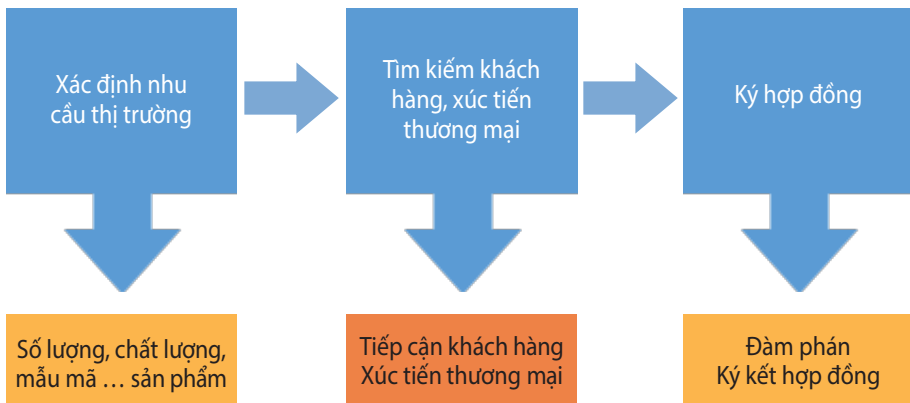 Xác định nhu
cầu thị trường
Tìm kiếm khách
hàng, xúc tiến
thương mại
Ký hợp đồng
Số lượng, chất lượng,
mẫu mã ... sản phẩm
Tiếp cận khách hàng
Xúc tiến thương mại
Đàm phán
Ký kết hợp đồng